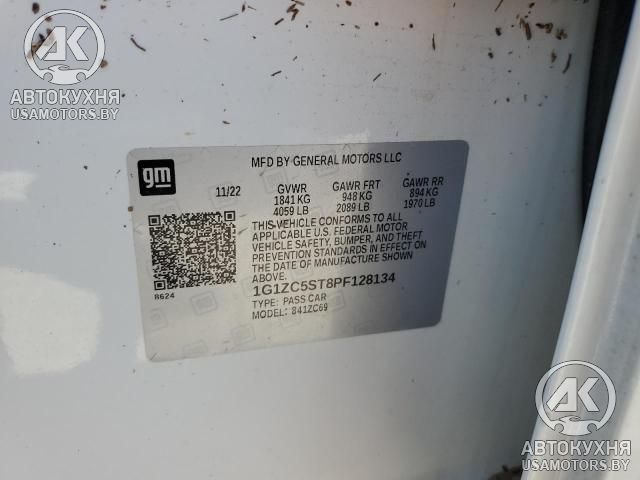 АК
АВТОКУХНЯ
USAMOTORS.BY
MFD BY GENERAL MOTORS LLC
gm
11/22 GVWR GAWR FRT GAWR RR
1841 KG 948 KG 894 KG
4059 LB 2089 LB 1970 LB
THIS VEHICLE CONFORMS TO ALL
APPLICABLE U.S. FEDERAL MOTOR
VEHICLE SAFETY, BUMPER, AND THEFT
PREVENTION STANDARDS IN EFFECT ON
THE DATE OF MANUFACTURE SHOWN
ABOVE.
8624
1G1ZC5ST8PF128134
TYPE: PASS CAR
MODEL: 841ZC69
АК
АВТОКУХНЯ
USAMOTORS.BY